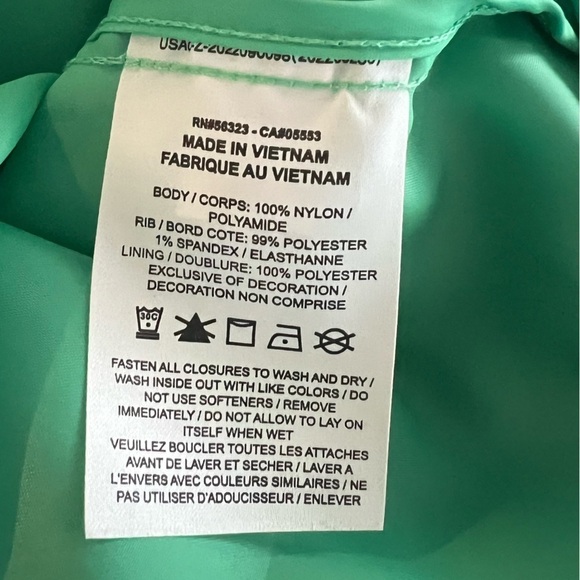 RN#56323 - CA#05553
MADE IN VIETNAM
FABRIQUE AU VIETNAM
BODY / CORPS: 100% NYLON /
POLYAMIDE
RIB / BORD COTE: 99% POLYESTER
1% SPANDEX / ELASTHANNE
LINING / DOUBLURE: 100% POLYESTER
EXCLUSIVE OF DECORATION /
DECORATION NON COMPRISE
30C
FASTEN ALL CLOSURES TO WASH AND DRY /
WASH INSIDE OUT WITH LIKE COLORS / DO
NOT USE SOFTENERS / REMOVE
IMMEDIATELY / DO NOT ALLOW TO LAY ON
ITSELF WHEN WET
VEUILLEZ BOUCLER TOUTES LES ATTACHES
AVANT DE LAVER ET SECHER / LAVER A
L'ENVERS AVEC COULEURS SIMILAIRES / NE
PAS UTILISER D'ADOUCISSEUR / ENLEVER